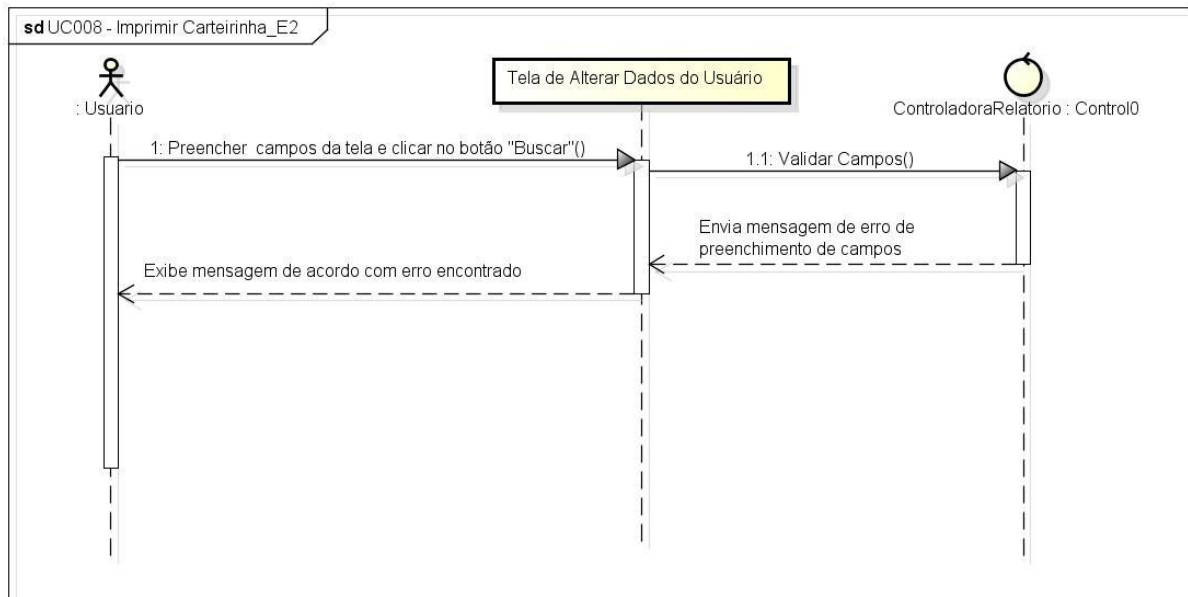 sd UC008 - Imprimir Carteirinha_E2
: Usuario
Tela de Alterar Dados do Usuário
ControladoraRelatorio : Control0
1: Preencher campos da tela e clicar no botão "Buscar"()
1.1: Validar Campos()
Envia mensagem de erro de
preenchimento de campos
Exibe mensagem de acordo com erro encontrado